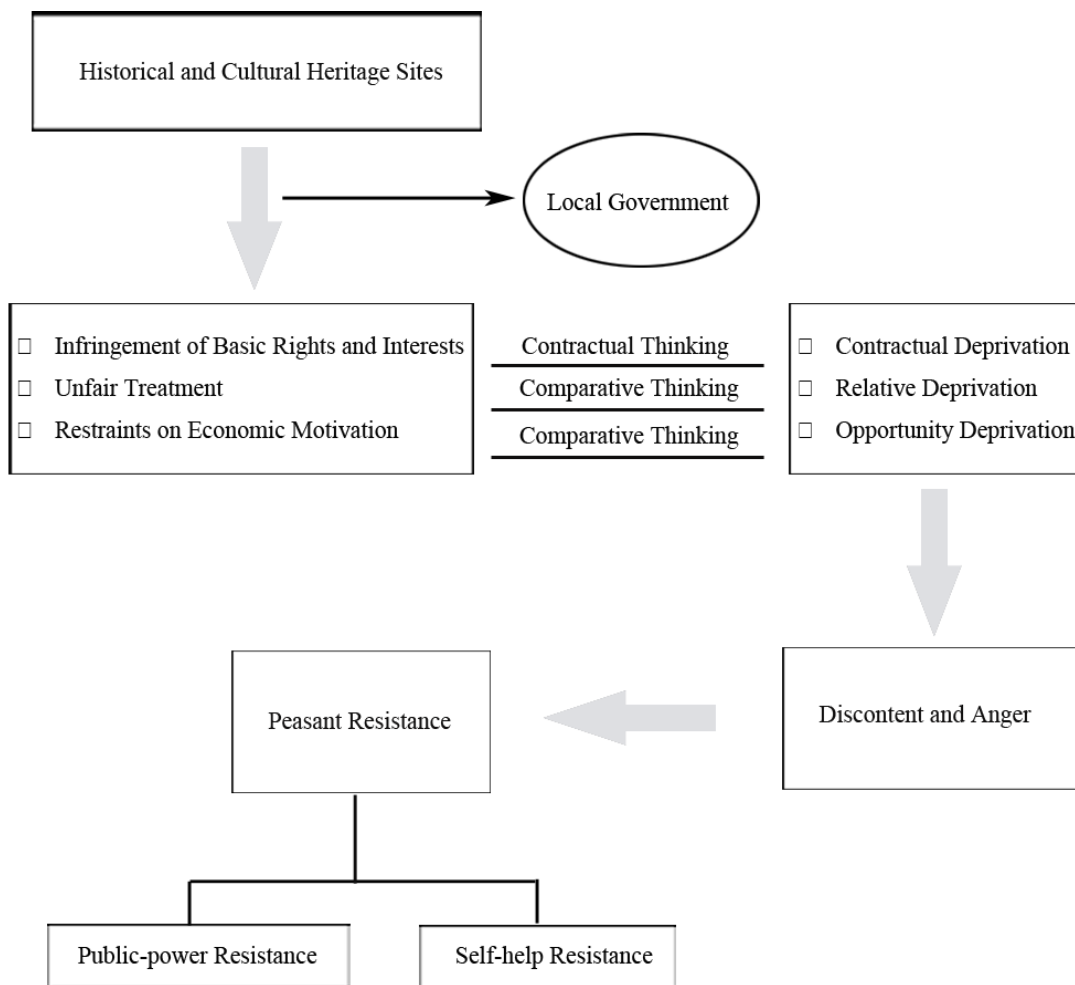 Historical and Cultural Heritage Sites
Local Government
□ Infringement of Basic Rights and Interests
□ Unfair Treatment
□ Restraints on Economic Motivation
Contractual Thinking
Comparative Thinking
Comparative Thinking
□ Contractual Deprivation
□ Relative Deprivation
□ Opportunity Deprivation
Peasant Resistance
Discontent and Anger
Public-power Resistance
Self-help Resistance